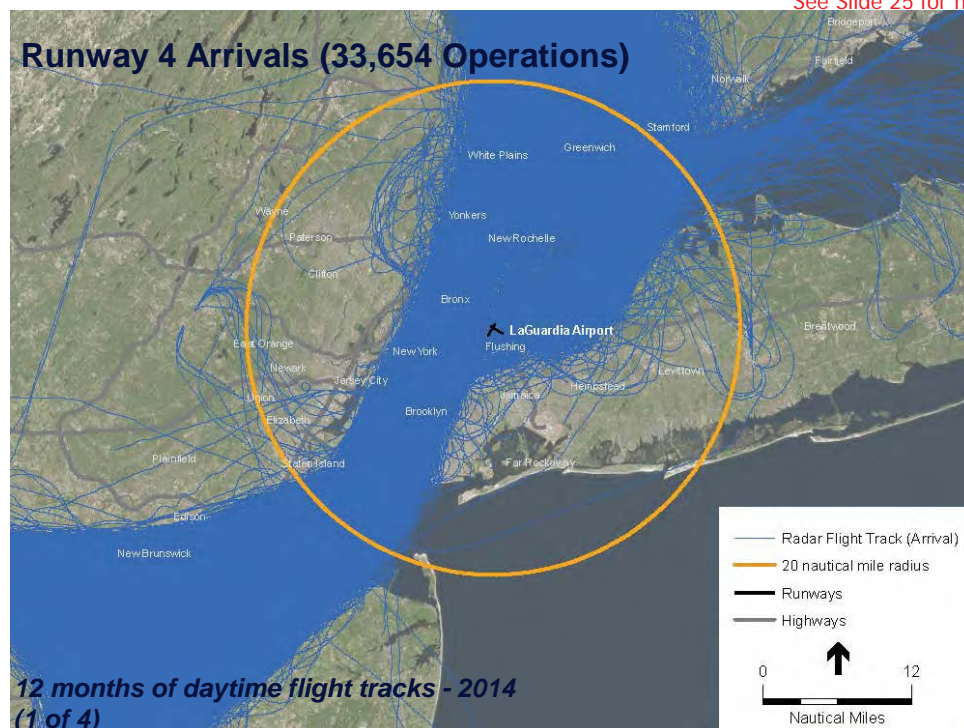 See Slide 25 for
Runway 4 Arrivals (33,654 Operations)
Bridgeport
Fairfield
Norwalk
Stamford
Greenwich
White Plains
Wayne
Yonkers
Paterson
New Rochelle
Clifton
Bronx
LaGuardia Airport
Brentwood
East Orange
New York
Flushing
Newark
Levittown
Jersey City
Hempstead
Union
Jamaica
Brooklyn
Elizabeth
Plainfield
Staten Island
Far Rockaway
Edison
New Brunswick
Radar Flight Track (Arrival)
20 nautical mile radius
Runways
Highways
0 12
Nautical Miles
12 months of daytime flight tracks - 2014
(1 of 4)